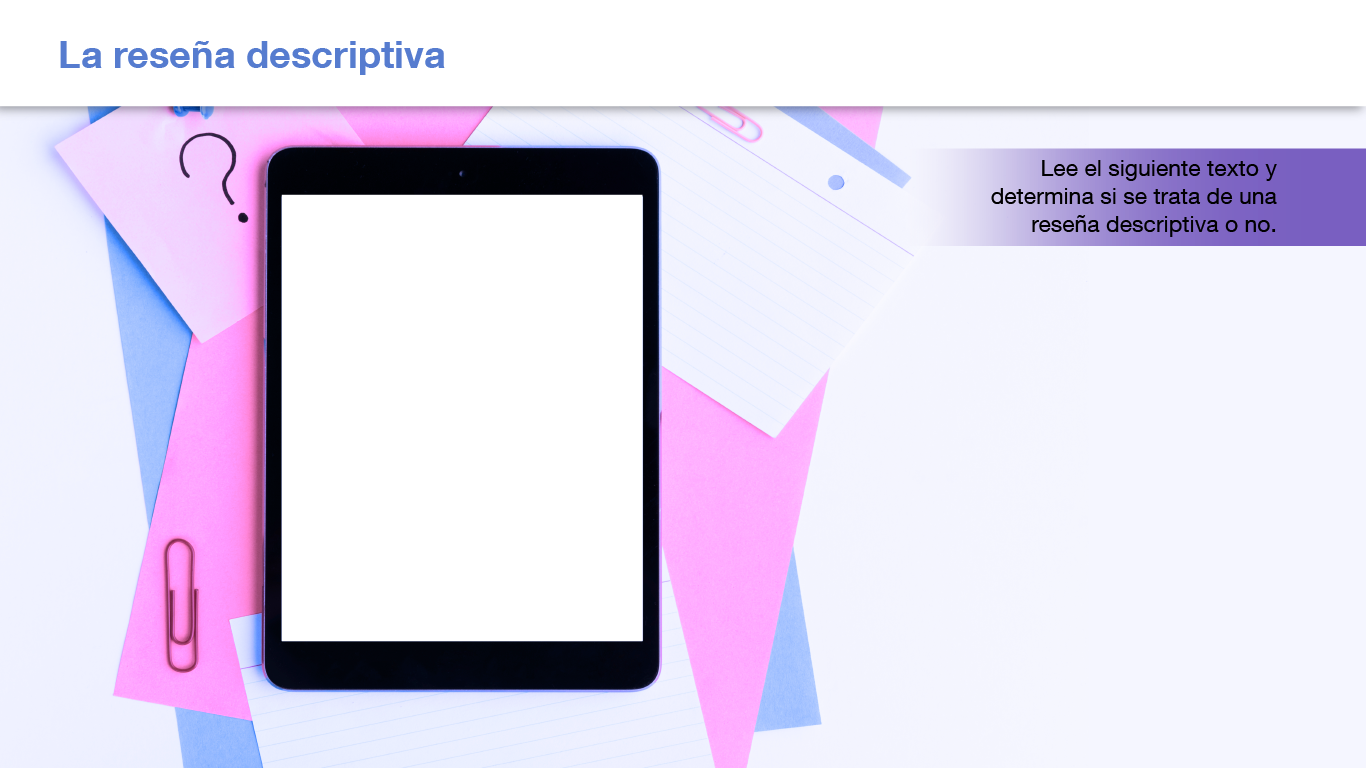 La reseña descriptiva
Lee el siguiente texto y
determina si se trata de una
reseña descriptiva o no.
?